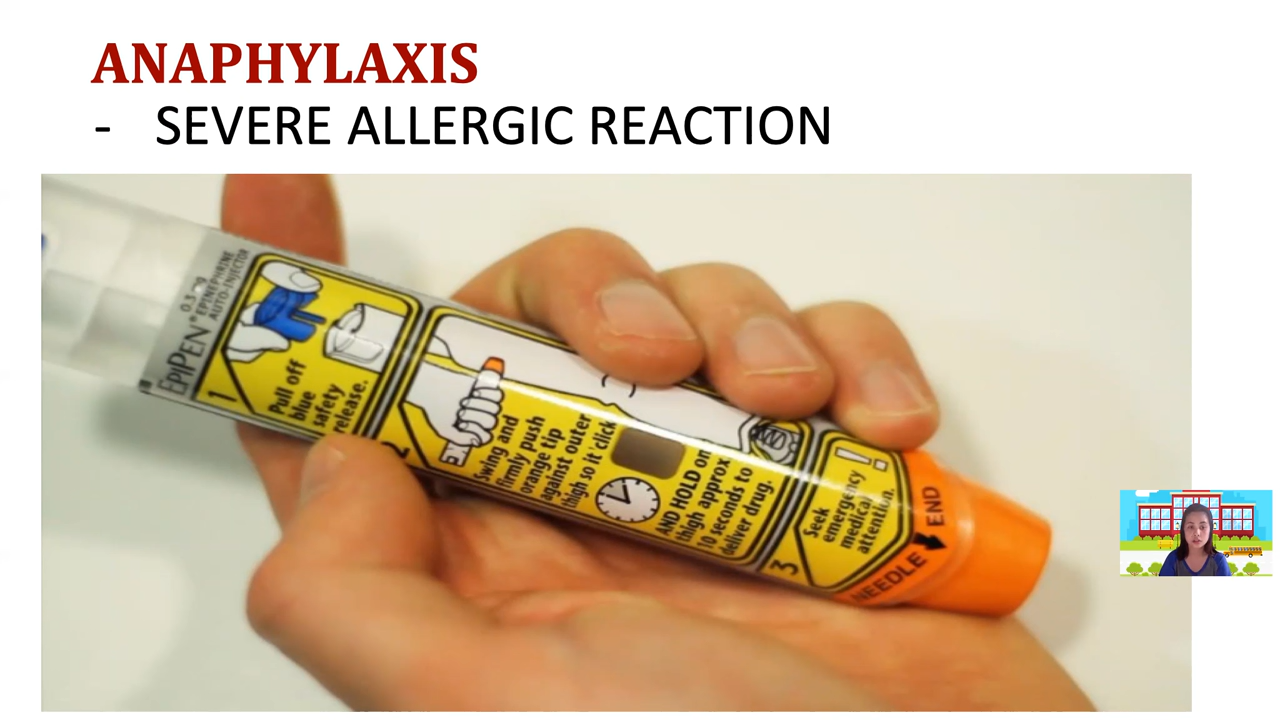 ANAPHYLAXIS
- SEVERE ALLERGIC REACTION
EPIPEN®
EPINEPHRINE
AUTO-INJECTOR
1
Pull off
blue
safety
release.
2
Swing and
firmly push
orange tip
against outer
thigh so it 'click'
AND HOLD on
thigh approx
10 seconds to
deliver drug.
3
Seek
emergency
medical
attention.
!
NEEDLE END